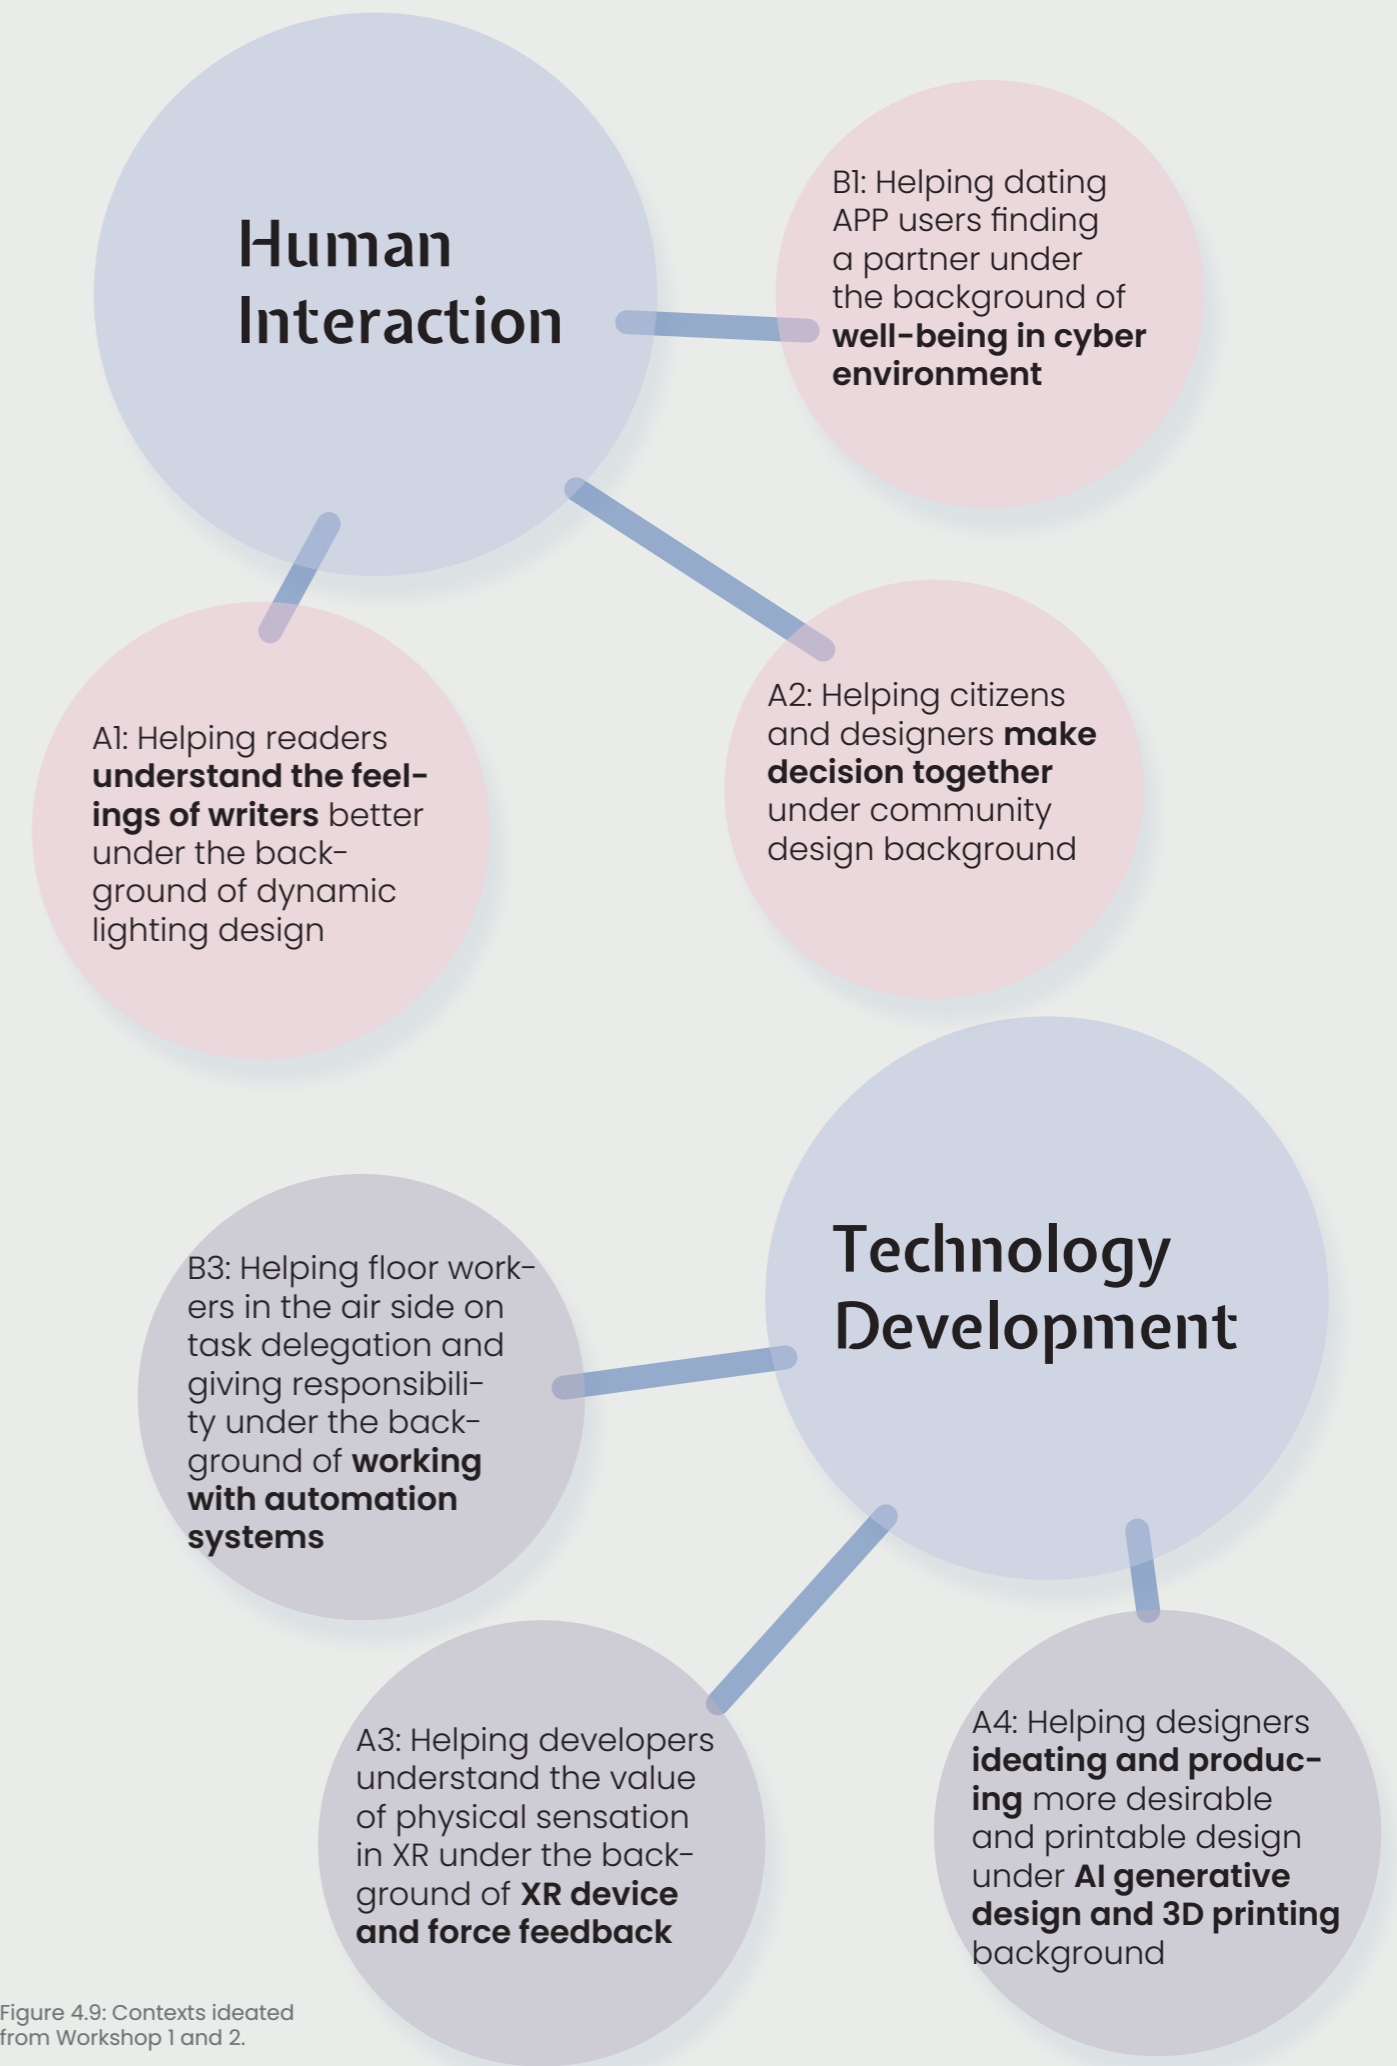 Human
Interaction
B1: Helping dating
APP users finding
a partner under
the background of
well-being in cyber
environment
A1: Helping readers
understand the feel-
ings of writers better
under the back-
ground of dynamic
lighting design
A2: Helping citizens
and designers make
decision together
under community
design background
Technology
Development
B3: Helping floor work-
ers in the air side on
task delegation and
giving responsibili-
ty under the back-
ground of working
with automation
systems
A3: Helping developers
understand the value
of physical sensation
in XR under the back-
ground of XR device
and force feedback
A4: Helping designers
ideating and produc-
ing more desirable
and printable design
under AI generative
design and 3D printing
background
Figure 4.9: Contexts ideated
from Workshop 1 and 2.